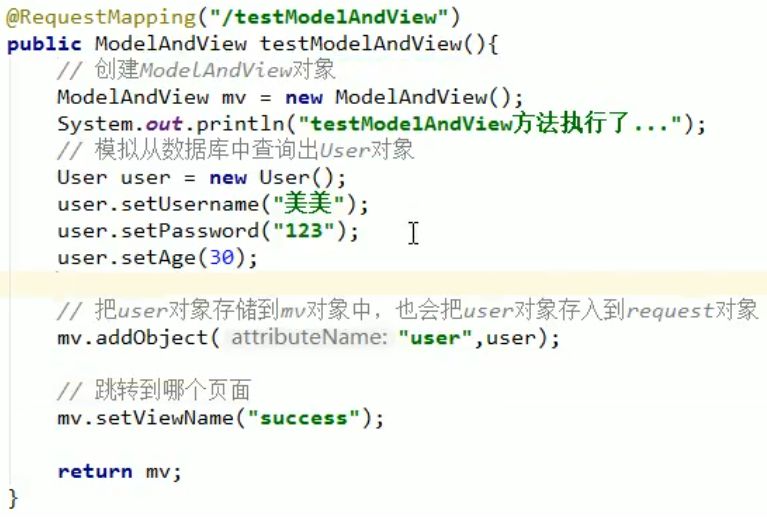 @RequestMapping("/testModelAndView")
public ModelAndView testModelAndView(){
// 创建ModelAndView对象
ModelAndView mv = new ModelAndView();
System.out.println("testModelAndView方法执行了...");
// 模拟从数据库中查询出User对象
User user = new User();
user.setUsername("美美");
user.setPassword("123");
user.setAge(30);
// 把user对象存储到mv对象中，也会把user对象存入到request对象
mv.addObject( attributeName: "user",user);
// 跳转到哪个页面
mv.setViewName("success");
return mv;
}